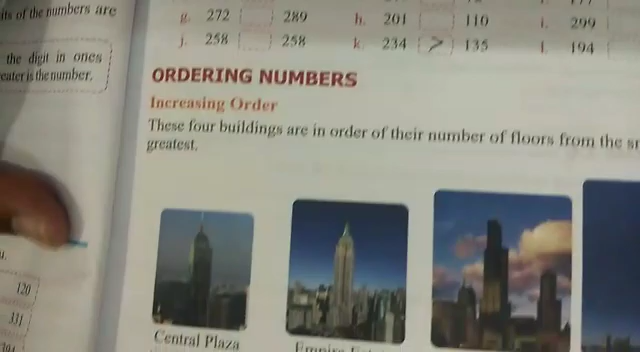 its of the numbers are
the digit in ones
eater is the number.
g. 272 289 h. 201 110 i. 299
j. 258 258 k. 234 > 135 l. 194
ORDERING NUMBERS
Increasing Order
These four buildings are in order of their number of floors from the
greatest.
120
331
Central Plaza